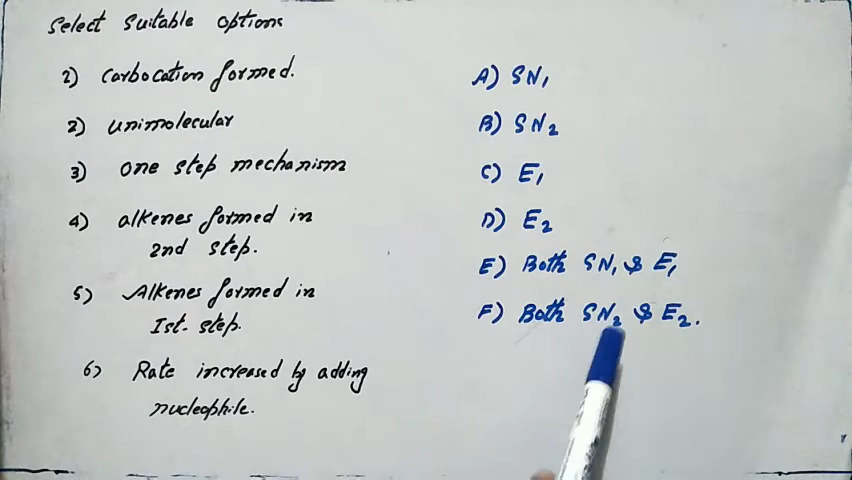 Select Suitable Options
1) Carbocation formed.
2) unimolecular
3) one step mechanism
4) alkenes formed in
2nd step.
5) Alkenes formed in
Ist. step.
6) Rate increased by adding
nucleophile.
A) SN1
B) SN2
C) E1
D) E2
E) Both SN1 & E1
F) Both SN2 & E2.